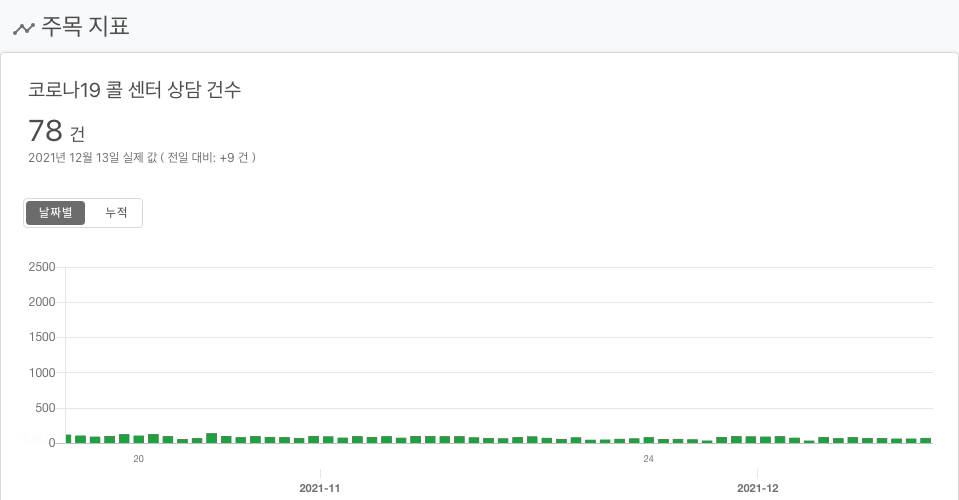 주목 지표
코로나19 콜 센터 상담 건수
78 건
2021년 12월 13일 실제 값 ( 전일 대비: +9 건 )
날짜별 누적
2500
2000
1500
1000
500
0
20 24
2021-11 2021-12